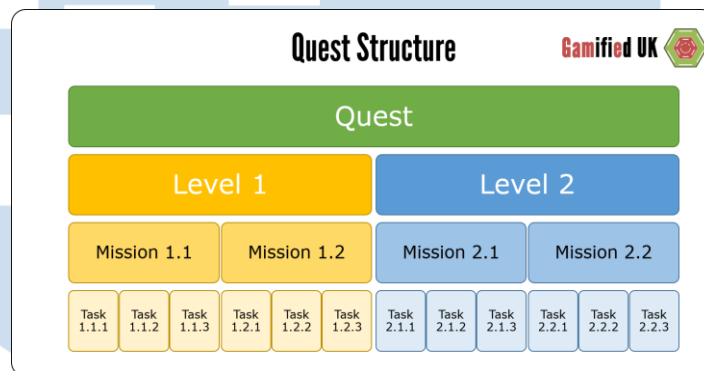 Quest Structure
Gamified UK
Quest
Level 1
Level 2
Mission 1.1
Mission 1.2
Mission 2.1
Mission 2.2
Task
1.1.1
Task
1.1.2
Task
1.1.3
Task
1.2.1
Task
1.2.2
Task
1.2.3
Task
2.1.1
Task
2.1.2
Task
2.1.3
Task
2.2.1
Task
2.2.2
Task
2.2.3